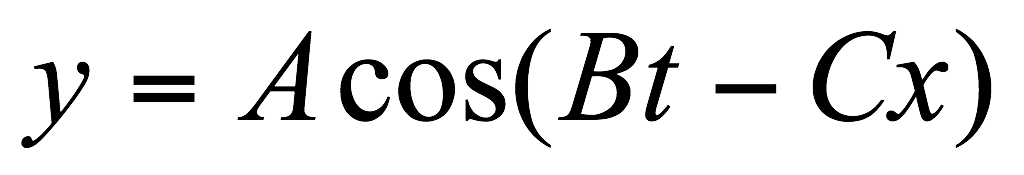 y = A cos(Bt − Cx)